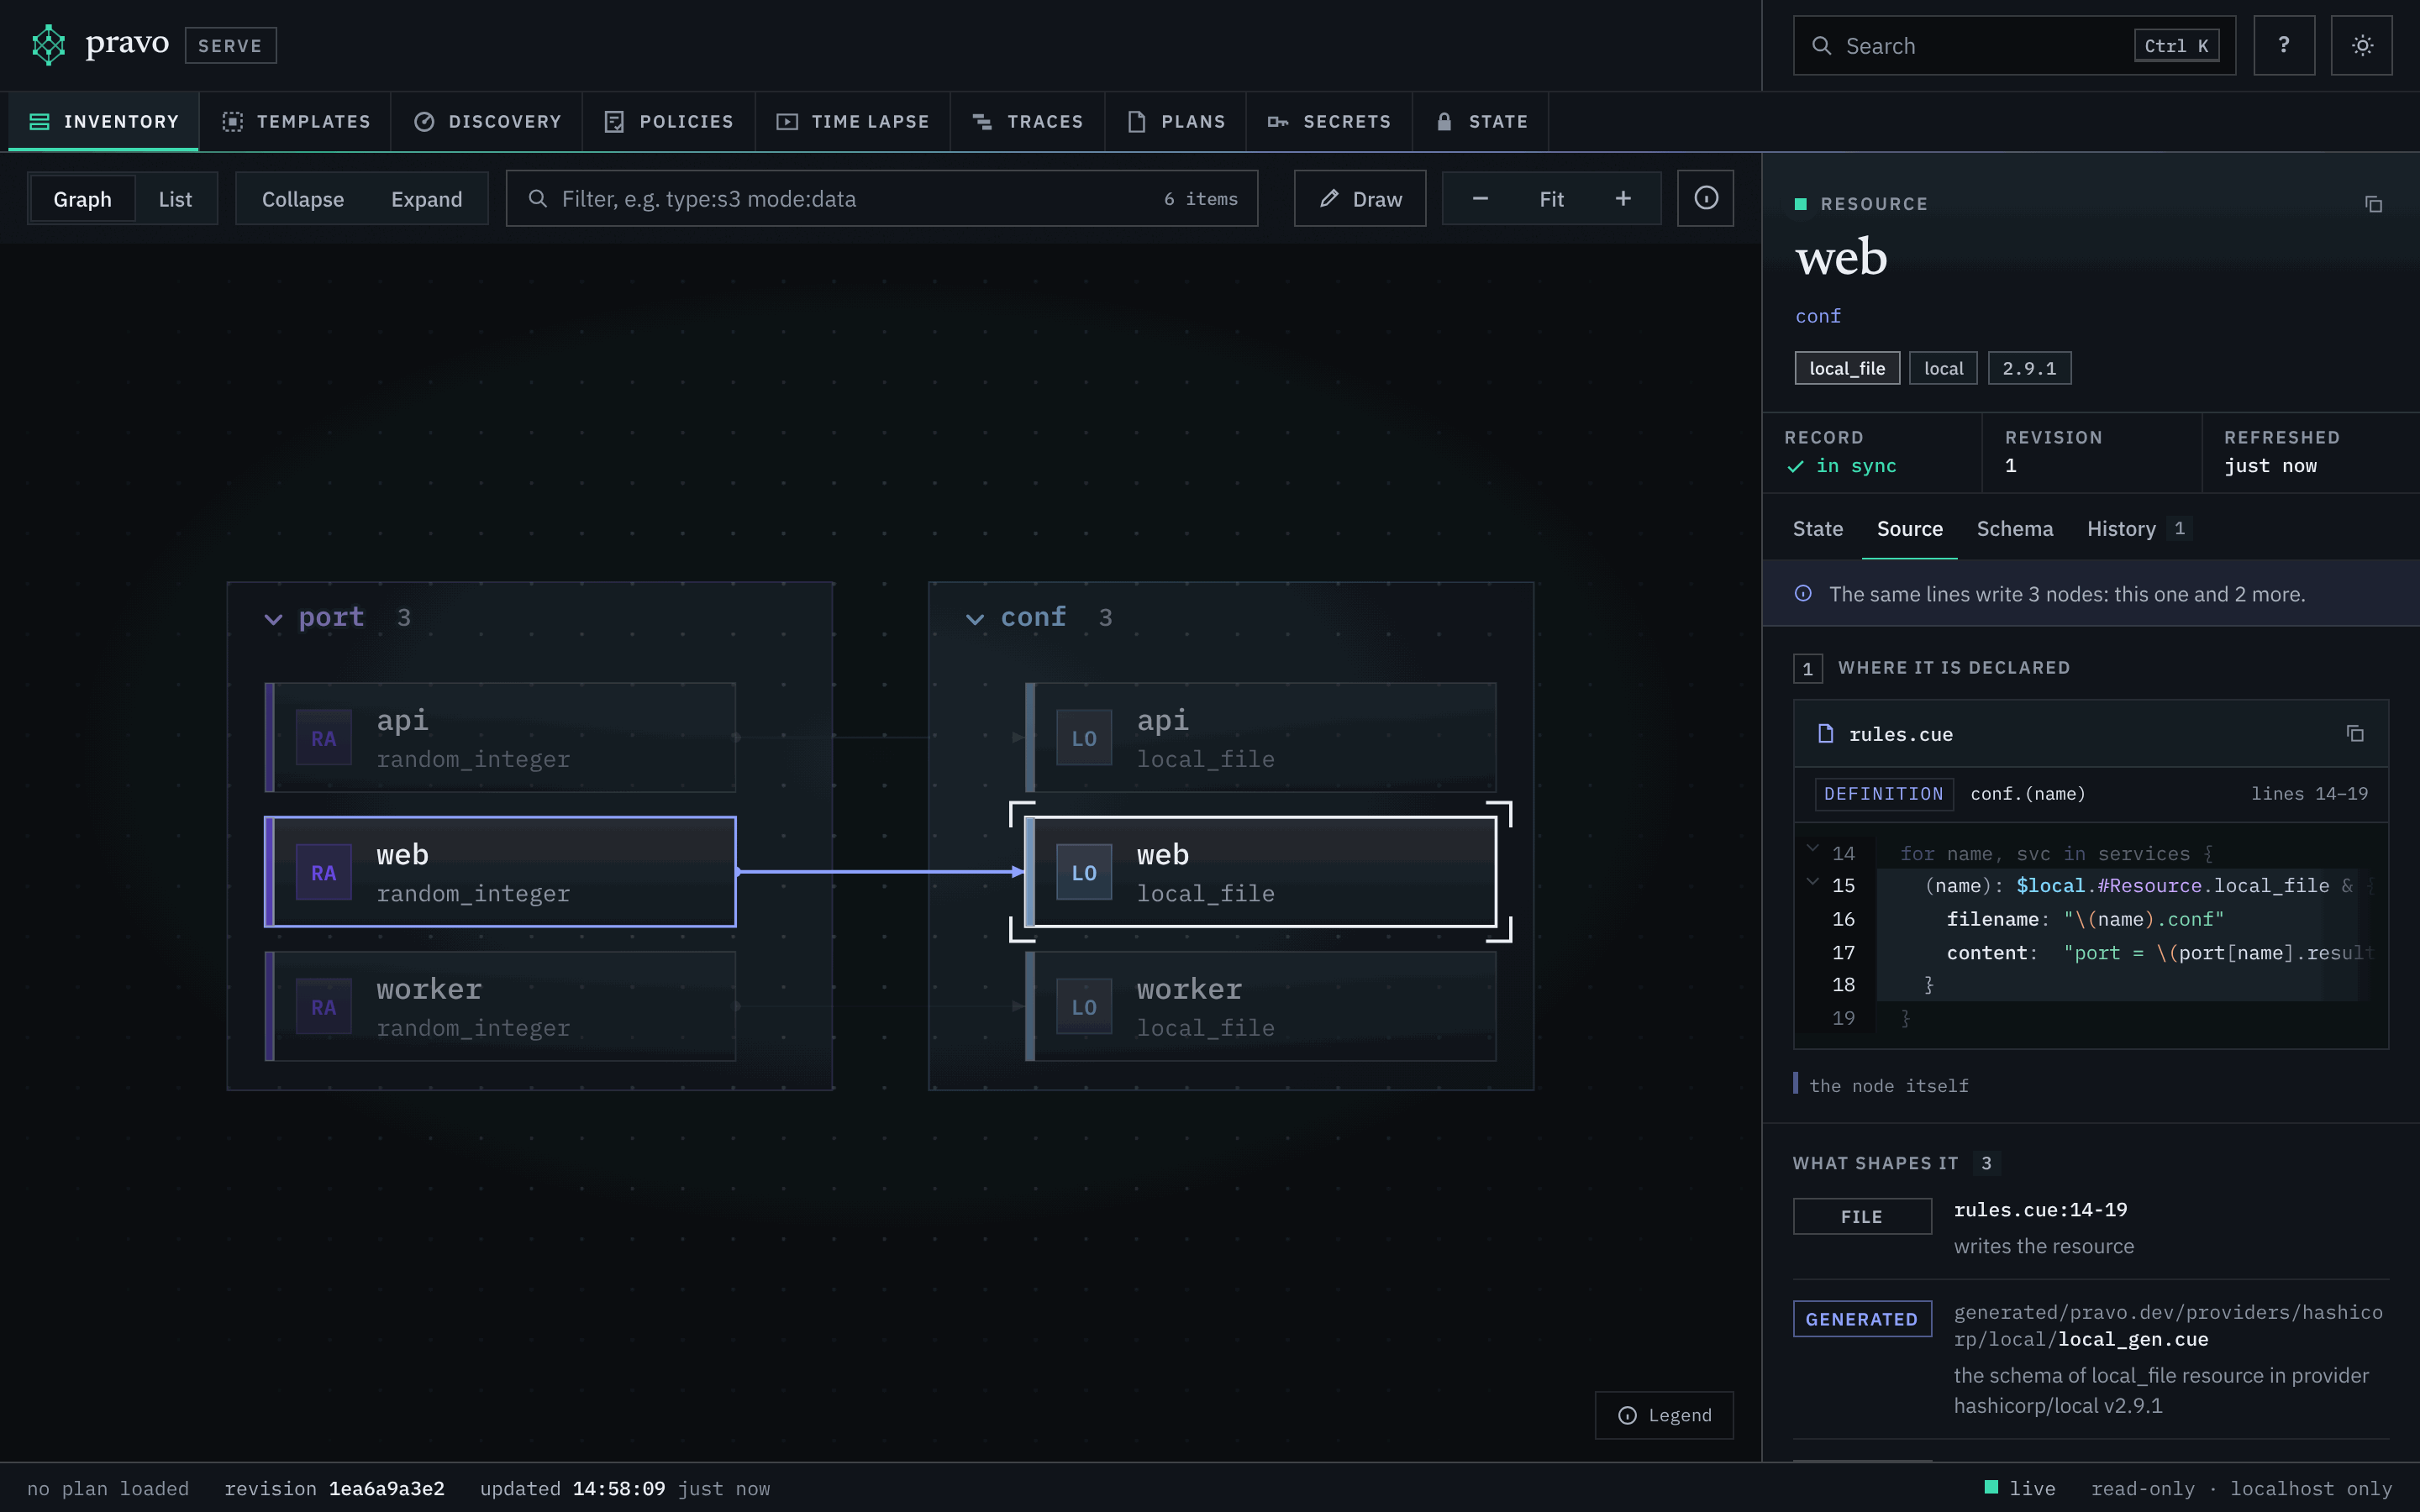 pravo SERVE
Search Ctrl K ?
INVENTORY TEMPLATES DISCOVERY POLICIES TIME LAPSE TRACES PLANS SECRETS STATE
Graph List Collapse Expand Filter, e.g. type:s3 mode:data 6 items Draw − Fit +
port 3
RA api
random_integer
RA web
random_integer
RA worker
random_integer
conf 3
LO api
local_file
LO web
local_file
LO worker
local_file
Legend
RESOURCE
web
conf
local_file local 2.9.1
RECORD REVISION REFRESHED
in sync 1 just now
State Source Schema History 1
The same lines write 3 nodes: this one and 2 more.
1 WHERE IT IS DECLARED
rules.cue
DEFINITION conf.(name) lines 14–19
14 for name, svc in services {
15 (name): $local.#Resource.local_file & {
16 filename: "\(name).conf"
17 content: "port = \(port[name].result
18 }
19 }
the node itself
WHAT SHAPES IT 3
FILE rules.cue:14-19
writes the resource
GENERATED generated/pravo.dev/providers/hashico
rp/local/local_gen.cue
the schema of local_file resource in provider
hashicorp/local v2.9.1
no plan loaded revision 1ea6a9a3e2 updated 14:58:09 just now
live read-only · localhost only